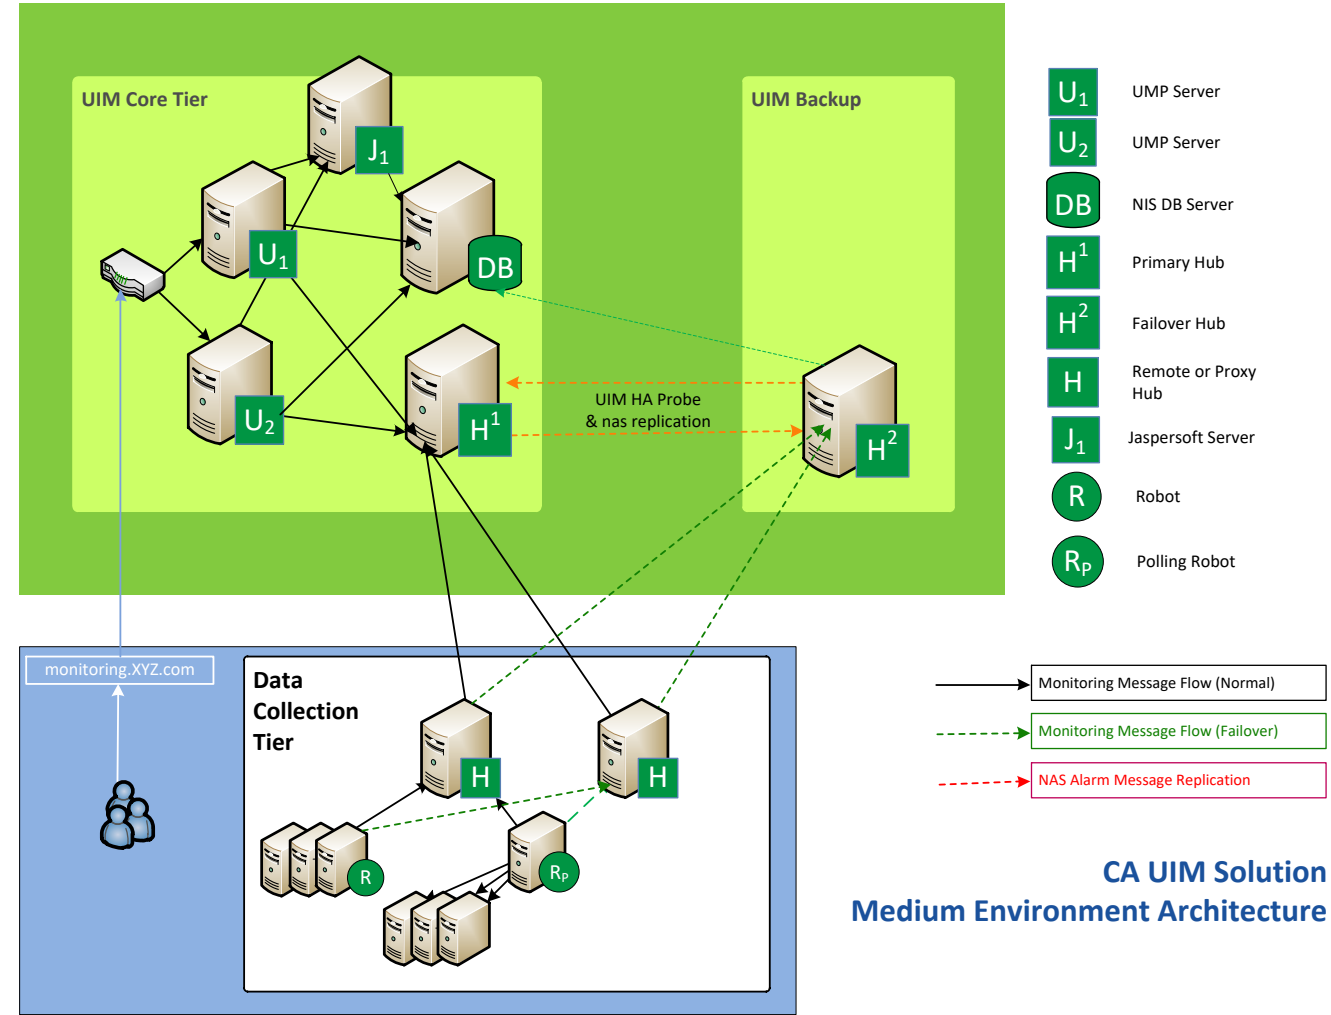 UIM Core Tier
J1
U1
DB
U2
H1
UIM HA Probe
& nas replication
UIM Backup
H2
U1 UMP Server
U2 UMP Server
DB NIS DB Server
H1 Primary Hub
H2 Failover Hub
H Remote or Proxy
Hub
J1 Jaspersoft Server
R Robot
RP Polling Robot
monitoring.XYZ.com
Data
Collection
Tier
H
H
R
RP
Monitoring Message Flow (Normal)
Monitoring Message Flow (Failover)
NAS Alarm Message Replication
CA UIM Solution
Medium Environment Architecture